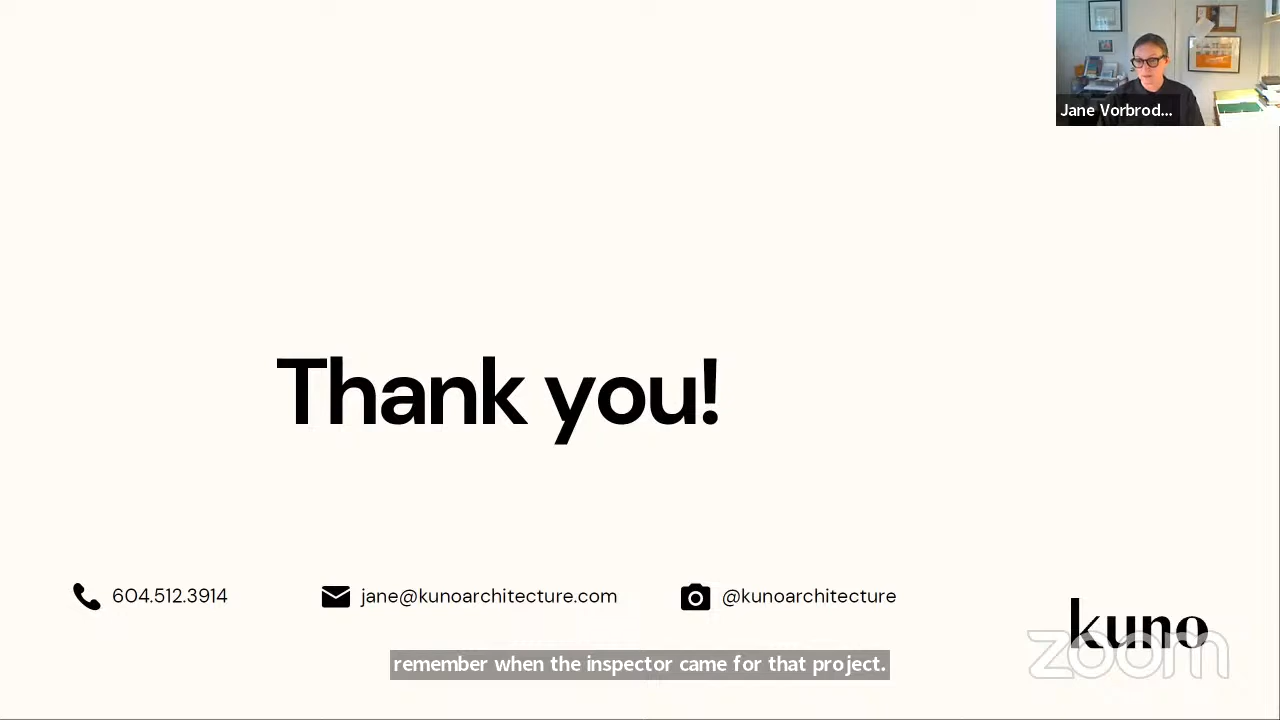 Jane Vorbrod...
Thank you!
604.512.3914
jane@kunoarchitecture.com
@kunoarchitecture
kuno
zoom
remember when the inspector came for that project.